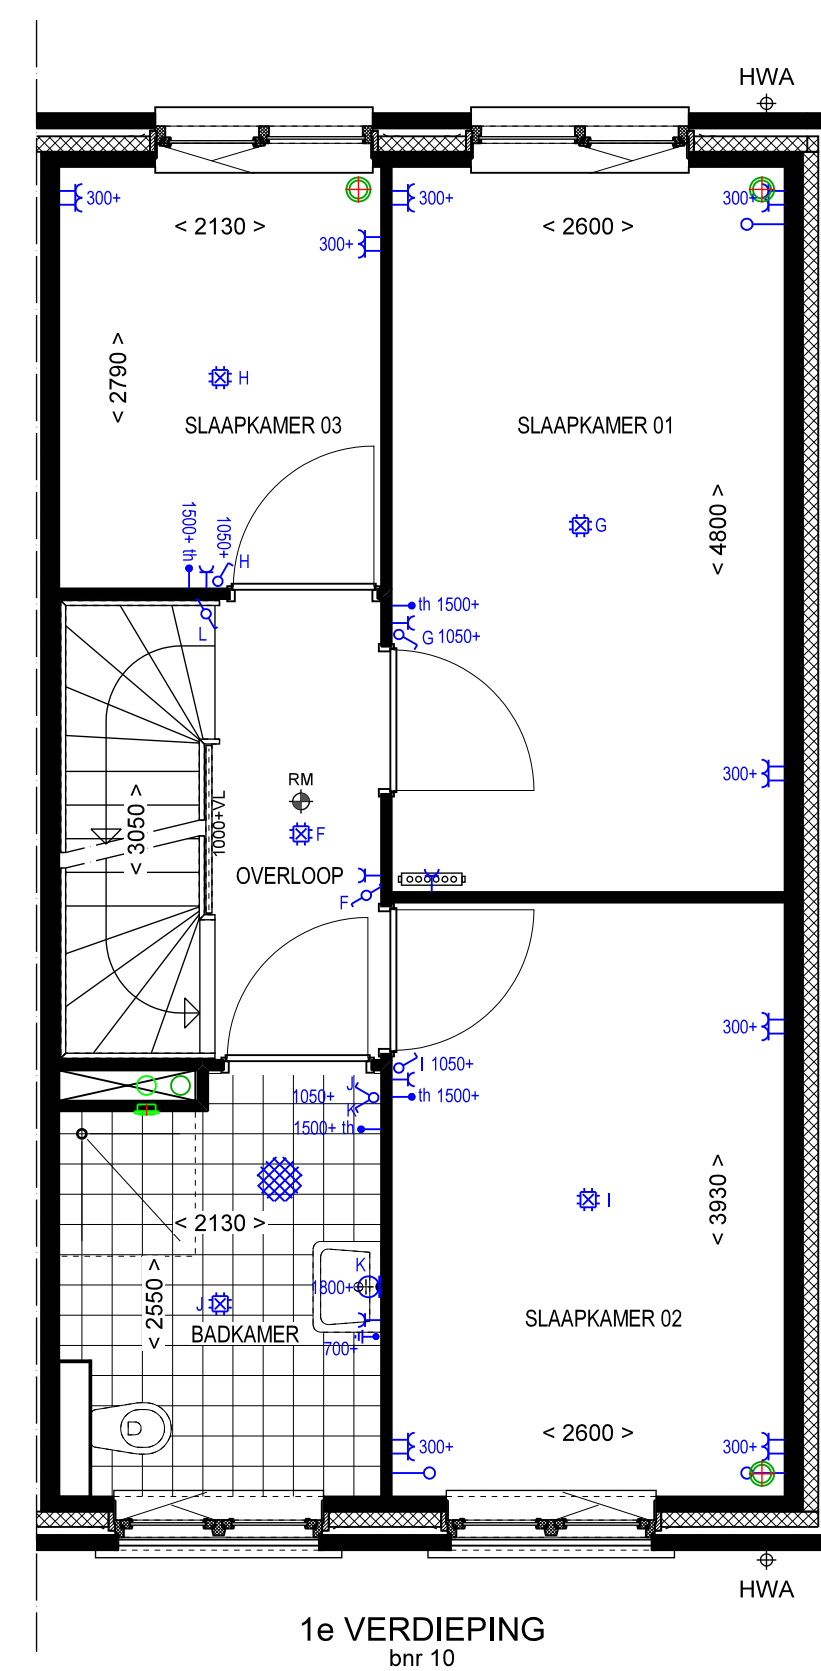 HWA
300+
300+
300+
< 2130 >
< 2600 >
300+
< 2790 >
H
SLAAPKAMER 03
SLAAPKAMER 01
< 4800 >
G
1500+ th
1050+
H
L
th 1500+
G 1050+
RM
< 3050 >
1000+VL
F
300+
OVERLOOP
F
300+
I 1050+
J
1050+
K
th 1500+
1500+ th
I
< 3930 >
< 2130 >
< 2550 >
K
1800+
J
BADKAMER
700+
SLAAPKAMER 02
D
< 2600 >
300+
300+
HWA
1e VERDIEPING
bnr 10